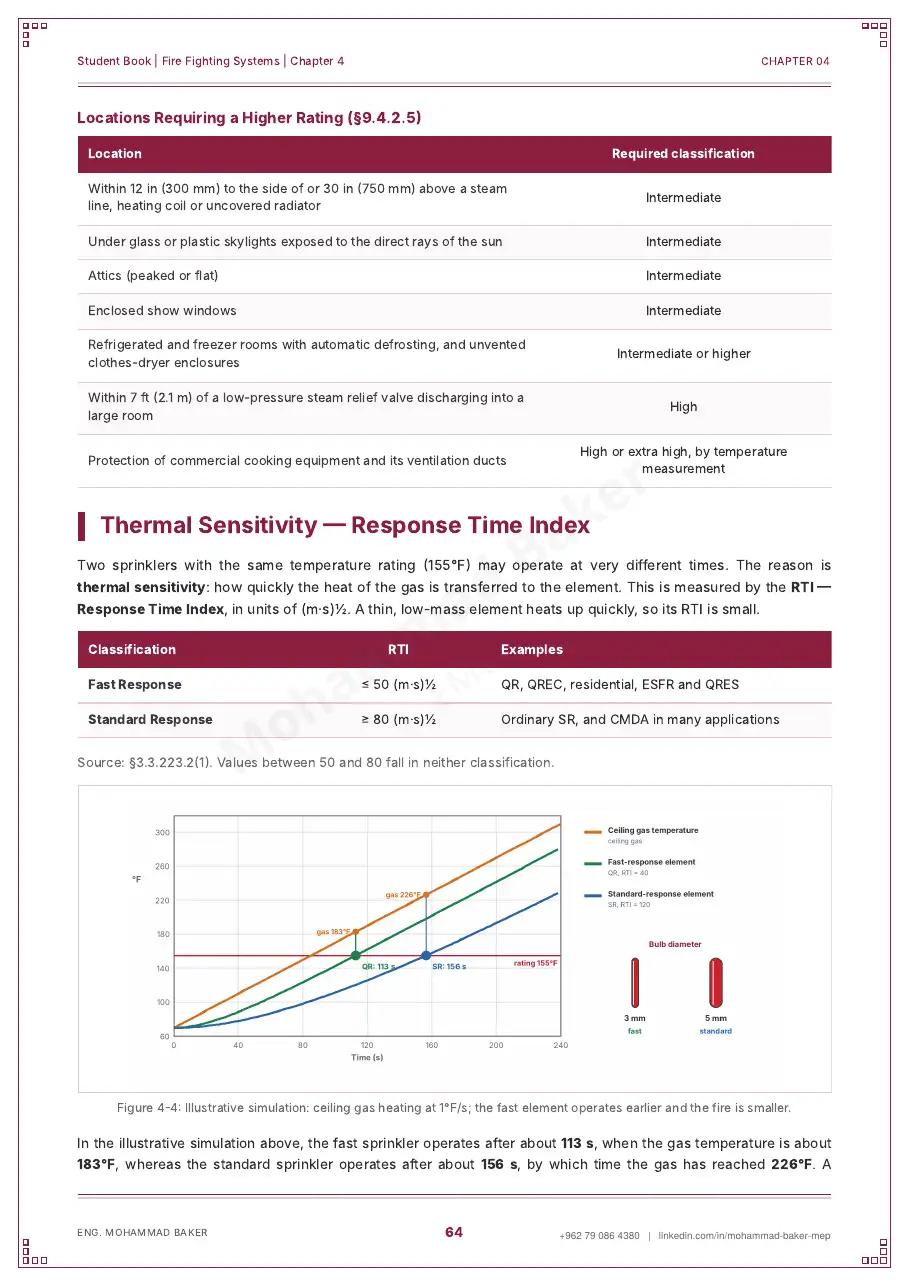 Student Book | Fire Fighting Systems | Chapter 4
CHAPTER 04
Locations Requiring a Higher Rating (§9.4.2.5)
Location
Required classification
Within 12 in (300 mm) to the side of or 30 in (750 mm) above a steam
line, heating coil or uncovered radiator
Intermediate
Under glass or plastic skylights exposed to the direct rays of the sun
Intermediate
Attics (peaked or flat)
Intermediate
Enclosed show windows
Intermediate
Refrigerated and freezer rooms with automatic defrosting, and unvented
clothes-dryer enclosures
Intermediate or higher
Within 7 ft (2.1 m) of a low-pressure steam relief valve discharging into a
large room
High
Protection of commercial cooking equipment and its ventilation ducts
High or extra high, by temperature
measurement
Thermal Sensitivity — Response Time Index
Two sprinklers with the same temperature rating (155°F) may operate at very different times. The reason is
thermal sensitivity: how quickly the heat of the gas is transferred to the element. This is measured by the RTI —
Response Time Index, in units of (m·s)½. A thin, low-mass element heats up quickly, so its RTI is small.
Classification
RTI
Examples
Fast Response
≤ 50 (m·s)½
QR, QREC, residential, ESFR and QRES
Standard Response
≥ 80 (m·s)½
Ordinary SR, and CMDA in many applications
Mohammad Baker
Source: §3.3.223.2(1). Values between 50 and 80 fall in neither classification.
300
260
220
180
140
100
60
°F
0
40
80
120
160
200
240
Time (s)
gas 183°F
gas 226°F
QR: 113 s
SR: 156 s
rating 155°F
Ceiling gas temperature
ceiling gas
Fast-response element
QR, RTI = 40
Standard-response element
SR, RTI = 120
Bulb diameter
3 mm
5 mm
fast
standard
Figure 4-4: Illustrative simulation: ceiling gas heating at 1°F/s; the fast element operates earlier and the fire is smaller.
In the illustrative simulation above, the fast sprinkler operates after about 113 s, when the gas temperature is about
183°F, whereas the standard sprinkler operates after about 156 s, by which time the gas has reached 226°F. A
ENG. MOHAMMAD BAKER
64
+962 79 086 4380 | linkedin.com/in/mohammad-baker-mep